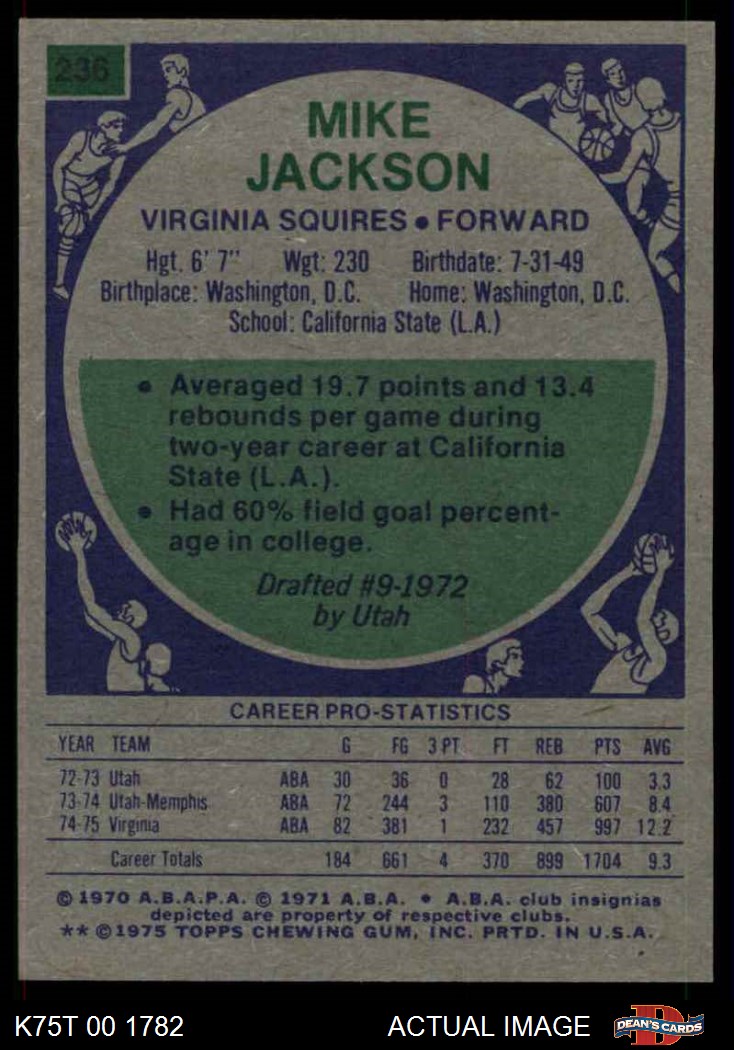 236
MIKE
JACKSON
VIRGINIA SQUIRES • FORWARD
Hgt. 6' 7" Wgt: 230 Birthdate: 7-31-49
Birthplace: Washington, D.C. Home: Washington, D.C.
School: California State (L.A.)
• Averaged 19.7 points and 13.4
rebounds per game during
two-year career at California
State (L.A.).
• Had 60% field goal percent-
age in college.
Drafted #9-1972
by Utah
CAREER PRO-STATISTICS
YEAR TEAM G FG 3 PT FT REB PTS AVG
72-73 Utah ABA 30 36 0 28 62 100 3.3
73-74 Utah-Memphis ABA 72 244 3 110 380 607 8.4
74-75 Virginia ABA 82 381 1 232 457 997 12.2
Career Totals 184 661 4 370 899 1704 9.3
© 1970 A.B.A.P.A. © 1971 A.B.A. • A.B.A. club insignias
depicted are property of respective clubs.
** © 1975 TOPPS CHEWING GUM, INC. PRTD. IN U.S.A.
K75T 00 1782 ACTUAL IMAGE
D
DEAN'S CARDS